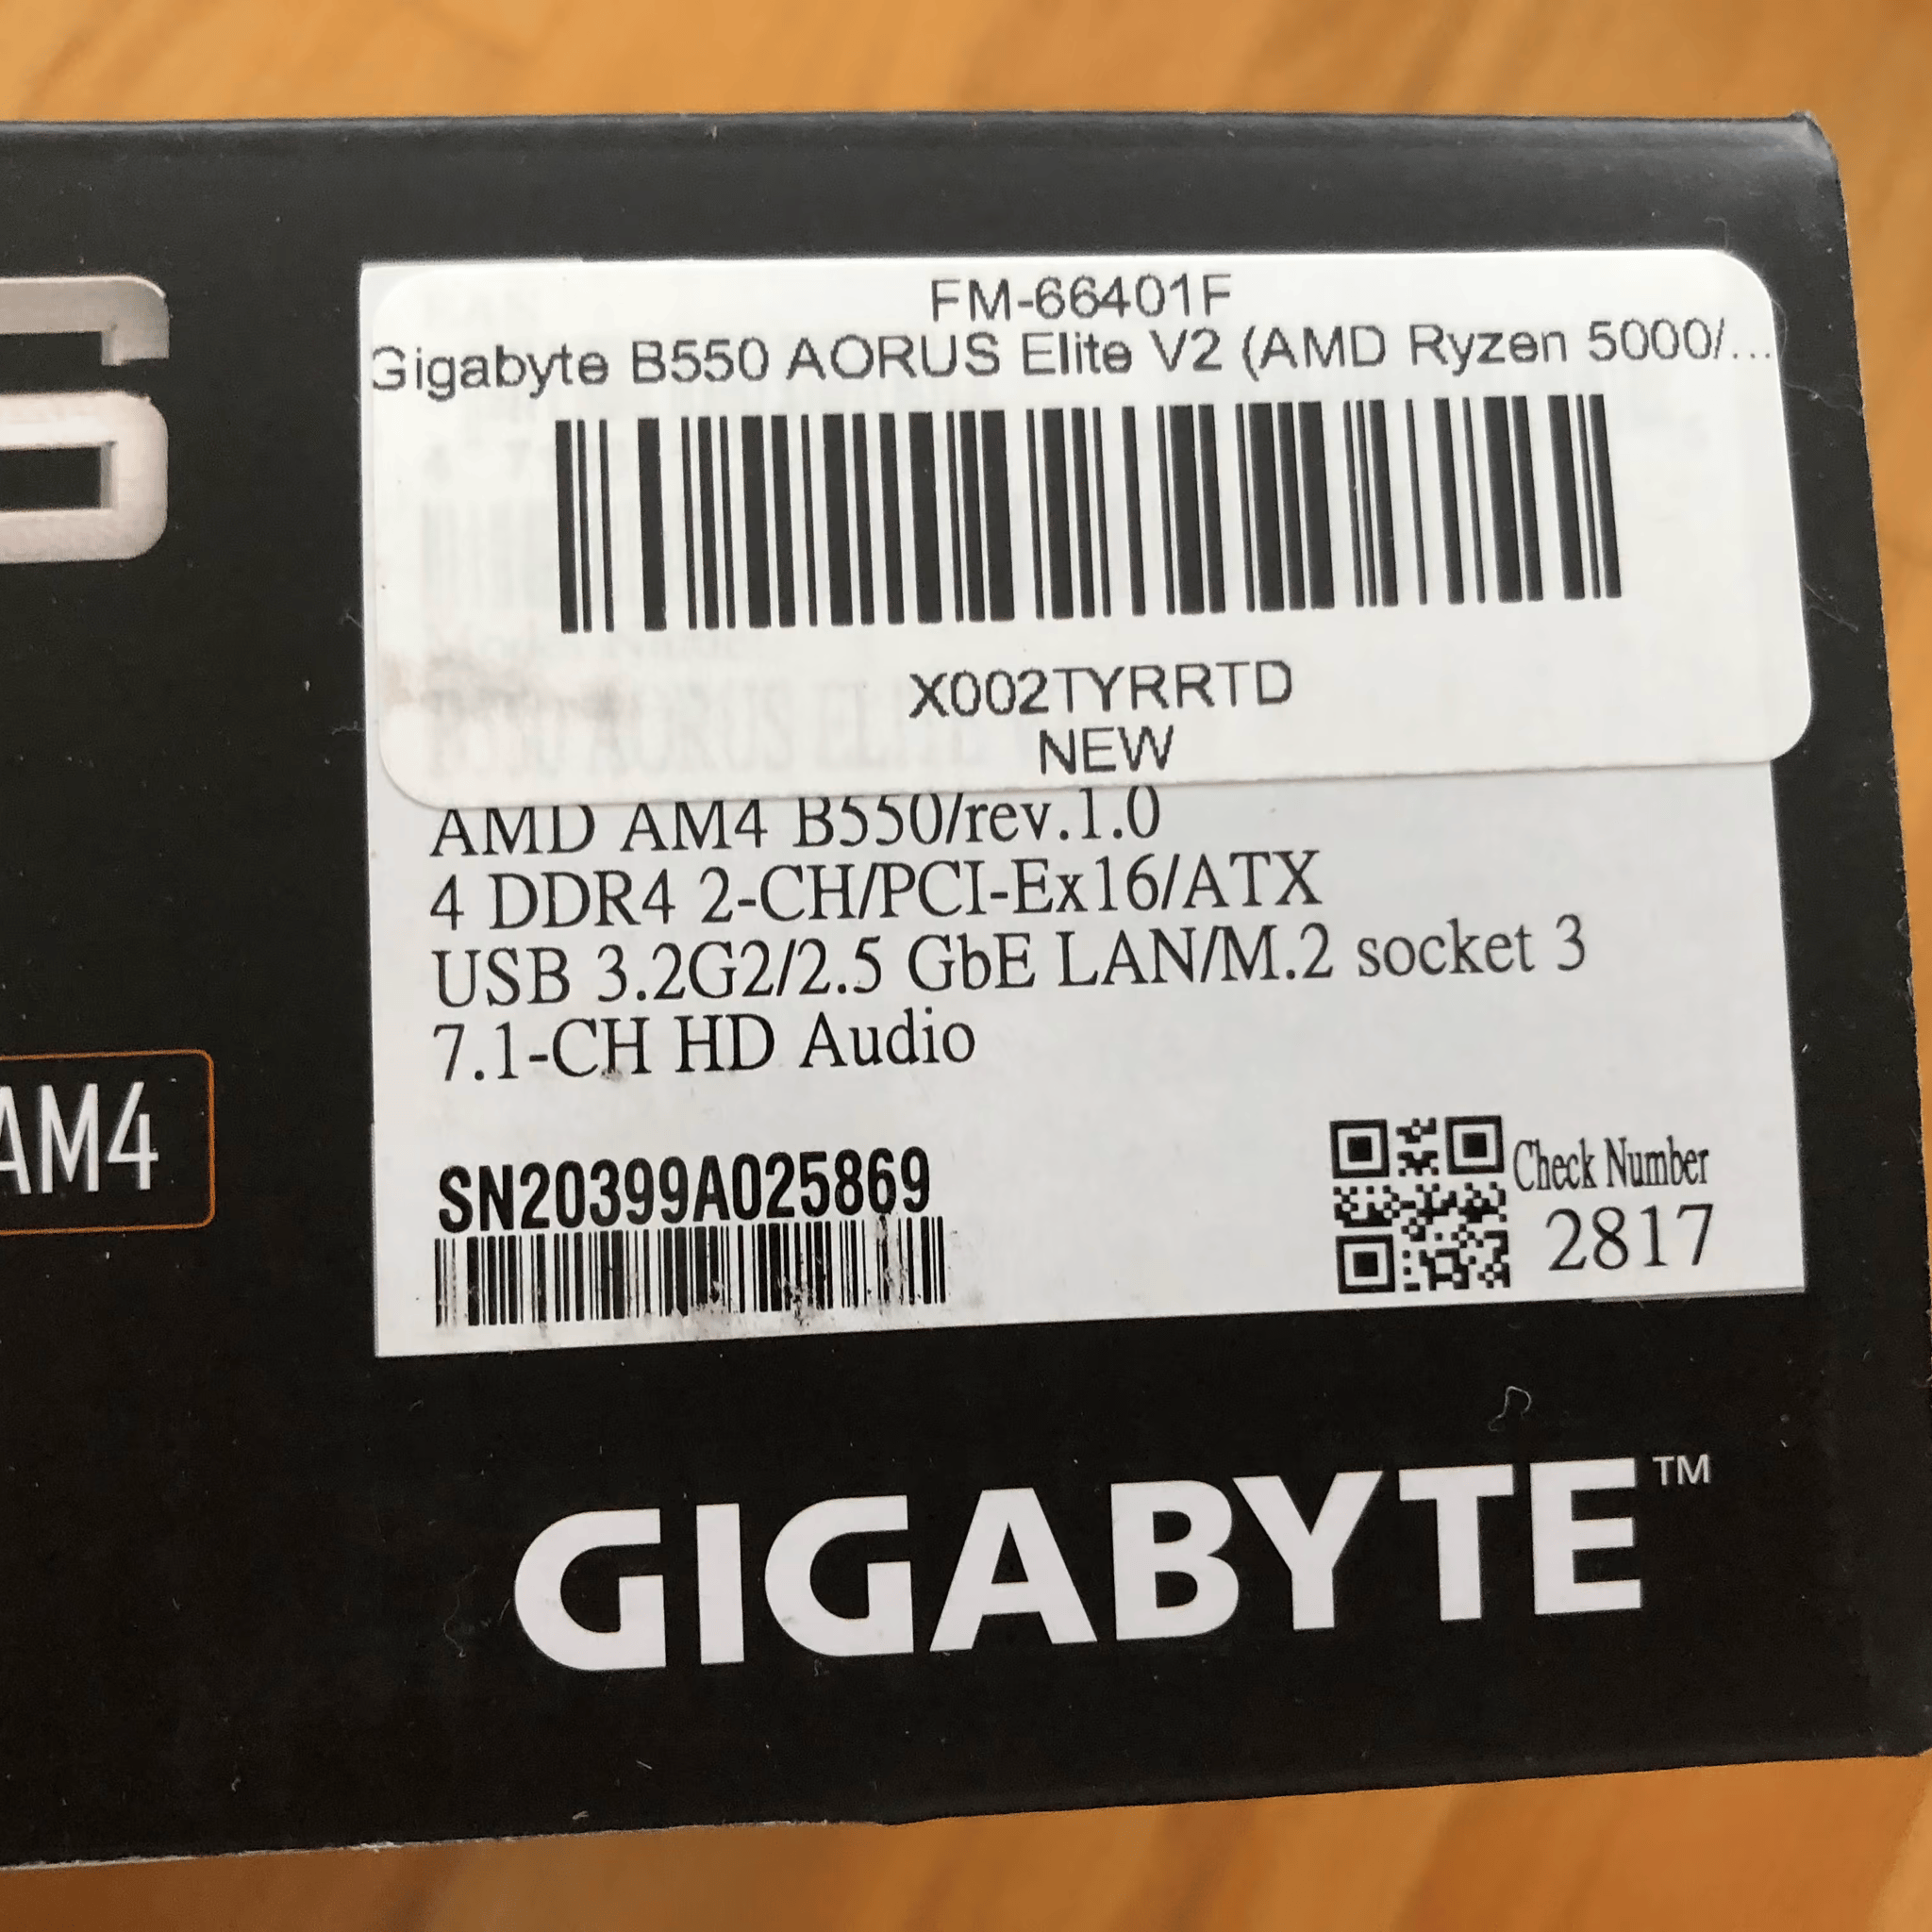 FM-66401F
Gigabyte B550 AORUS Elite V2 (AMD Ryzen 5000/...
X002TYRRTD
NEW
AMD AM4 B550/rev.1.0
4 DDR4 2-CH/PCI-Ex16/ATX
USB 3.2G2/2.5 GbE LAN/M.2 socket 3
7.1-CH HD Audio
AM4
SN20399A025869
Check Number
2817
GIGABYTE™